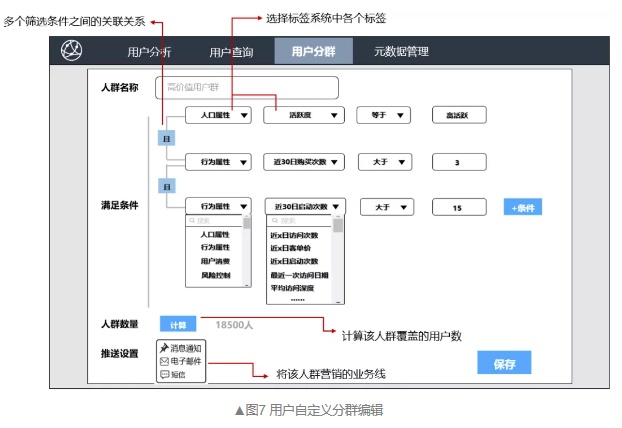 多个筛选条件之间的关联关系
选择标签系统中各个标签
用户分析 用户查询 用户分群 元数据管理
人群名称 高价值用户群
人口属性 活跃度 等于 高活跃
且
行为属性 近30日购买次数 大于 3
且
满足条件 行为属性 近30日启动次数 大于 15 +条件
搜索 搜索
人口属性 近x日访问次数
行为属性 近x日客单价
用户消费 近x日启动次数
风险控制 最近一次访问日期
平均访问深度
......
人群数量 计算 18500人
计算该人群覆盖的用户数
推送设置 消息通知
电子邮件
短信
保存
将该人群营销的业务线
▲图7 用户自定义分群编辑